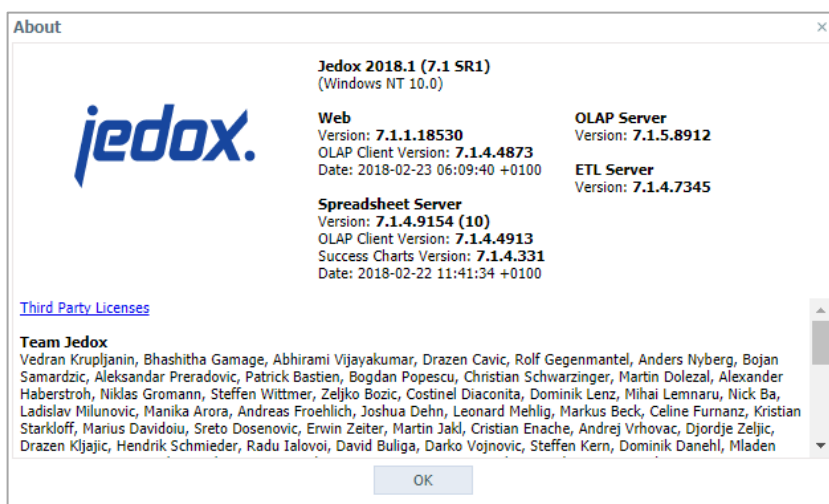 About
×
jedox.
Jedox 2018.1 (7.1 SR1)
(Windows NT 10.0)
Web
Version: 7.1.1.18530
OLAP Client Version: 7.1.4.4873
Date: 2018-02-23 06:09:40 +0100
Spreadsheet Server
Version: 7.1.4.9154 (10)
OLAP Client Version: 7.1.4.4913
Success Charts Version: 7.1.4.331
Date: 2018-02-22 11:41:34 +0100
OLAP Server
Version: 7.1.5.8912
ETL Server
Version: 7.1.4.7345
Third Party Licenses
Team Jedox
Vedran Krupljanin, Bhashitha Gamage, Abhirami Vijayakumar, Drazen Cavic, Rolf Gegenmantel, Anders Nyberg, Bojan
Samardzic, Aleksandar Preradovic, Patrick Bastien, Bogdan Popescu, Christian Schwarzinger, Martin Dolezal, Alexander
Haberstroh, Niklas Gromann, Steffen Wittmer, Zeljko Bozic, Costinel Diaconita, Dominik Lenz, Mihai Lemnaru, Nick Ba,
Ladislav Milunovic, Manika Arora, Andreas Froehlich, Joshua Dehn, Leonard Mehlig, Markus Beck, Celine Furnanz, Kristian
Starkloff, Marius Davidoiu, Sreto Dosenovic, Erwin Zeiter, Martin Jakl, Cristian Enache, Andrej Vrhovac, Djordje Zeljic,
Drazen Kljajic, Hendrik Schmieder, Radu Ialovoi, David Buliga, Darko Vojnovic, Steffen Kern, Dominik Danehl, Mladen
OK